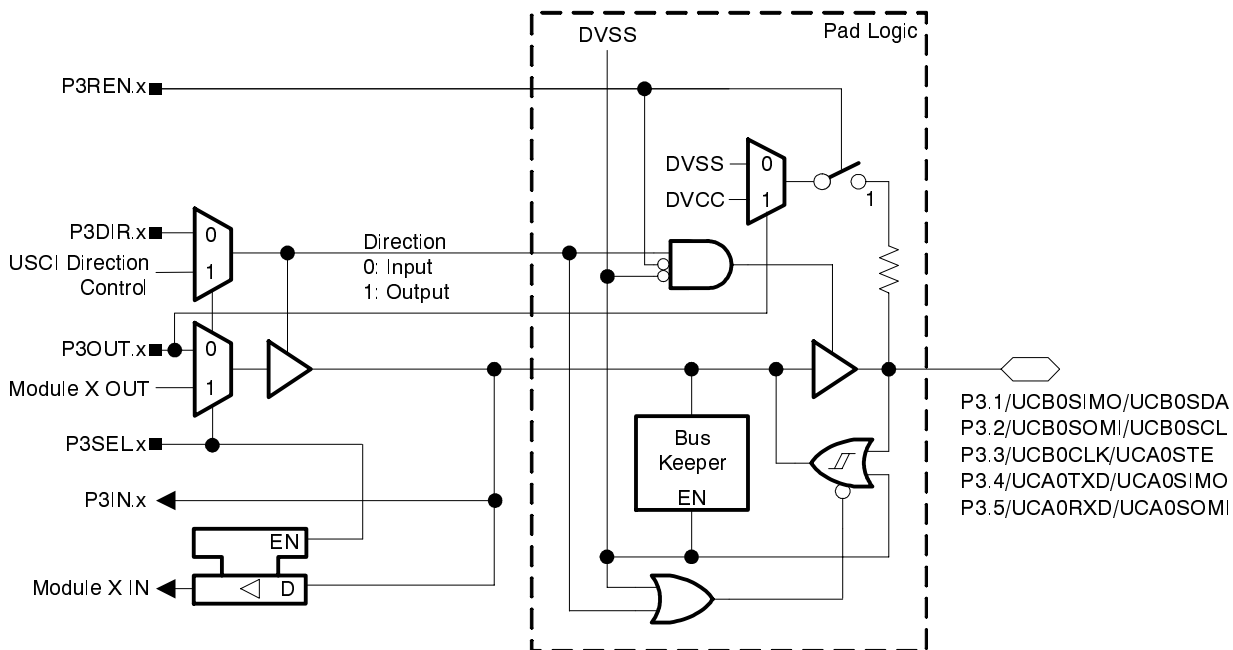 DVSS
Pad Logic
P3REN.x
DVSS
0
DVCC
1
1
P3DIR.x
0
USCI Direction
Control
1
Direction
0: Input
1: Output
P3OUT.x
0
Module X OUT
1
P3SEL.x
Bus
Keeper
EN
P3IN.x
EN
Module X IN
D
P3.1/UCB0SIMO/UCB0SDA
P3.2/UCB0SOMI/UCB0SCL
P3.3/UCB0CLK/UCA0STE
P3.4/UCA0TXD/UCA0SIMO
P3.5/UCA0RXD/UCA0SOMI